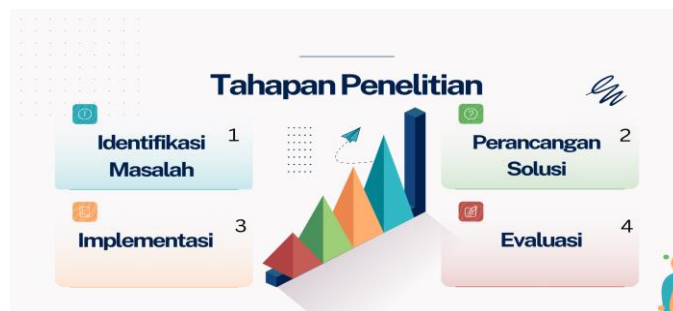 Tahapan Penelitian
Identifikasi
Masalah
1
Perancangan
Solusi
2
Implementasi
3
Evaluasi
4